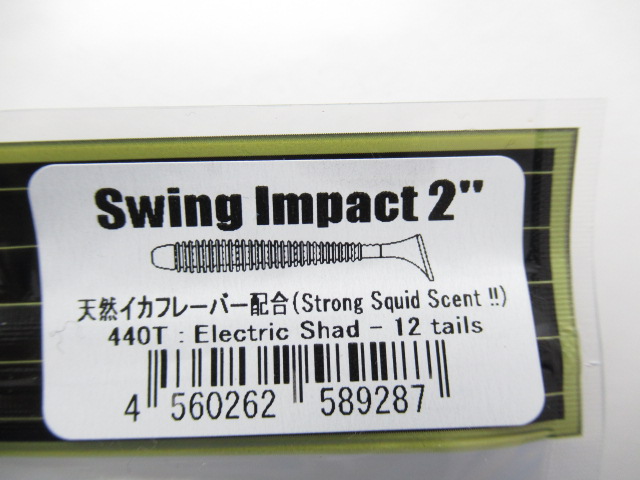 Swing Impact 2"
天然イカフレーバー配合(Strong Squid Scent !!)
440T : Electric Shad - 12 tails
4 560262 589287